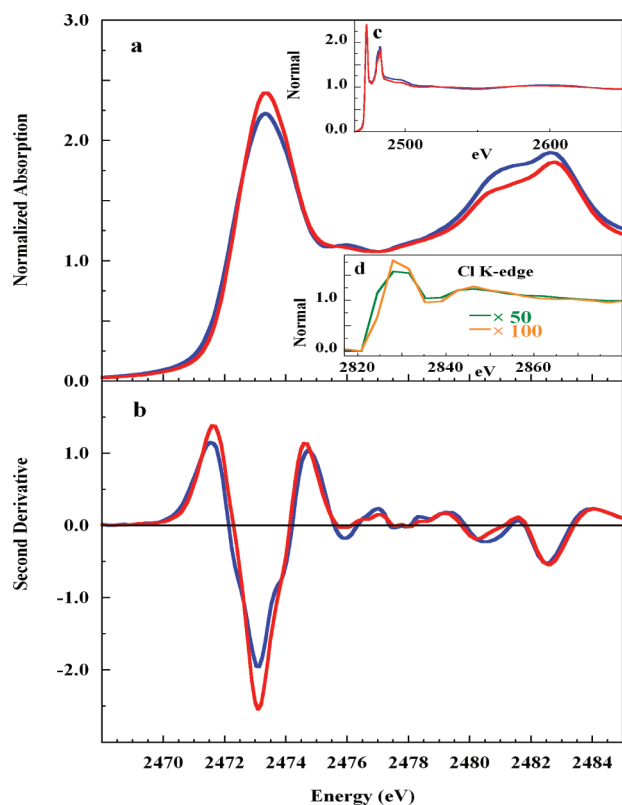 3.0
a
c
2.0
Normal
1.0
0.0
2500
2600
eV
2.0
Normalized Absorption
1.0
d
Cl K-edge
1.0
Normal
× 50
× 100
0.0
2820
2840
2860
eV
0.0
b
1.0
0.0
Second Derivative
-1.0
-2.0
2470
2472
2474
2476
2478
2480
2482
2484
Energy (eV)